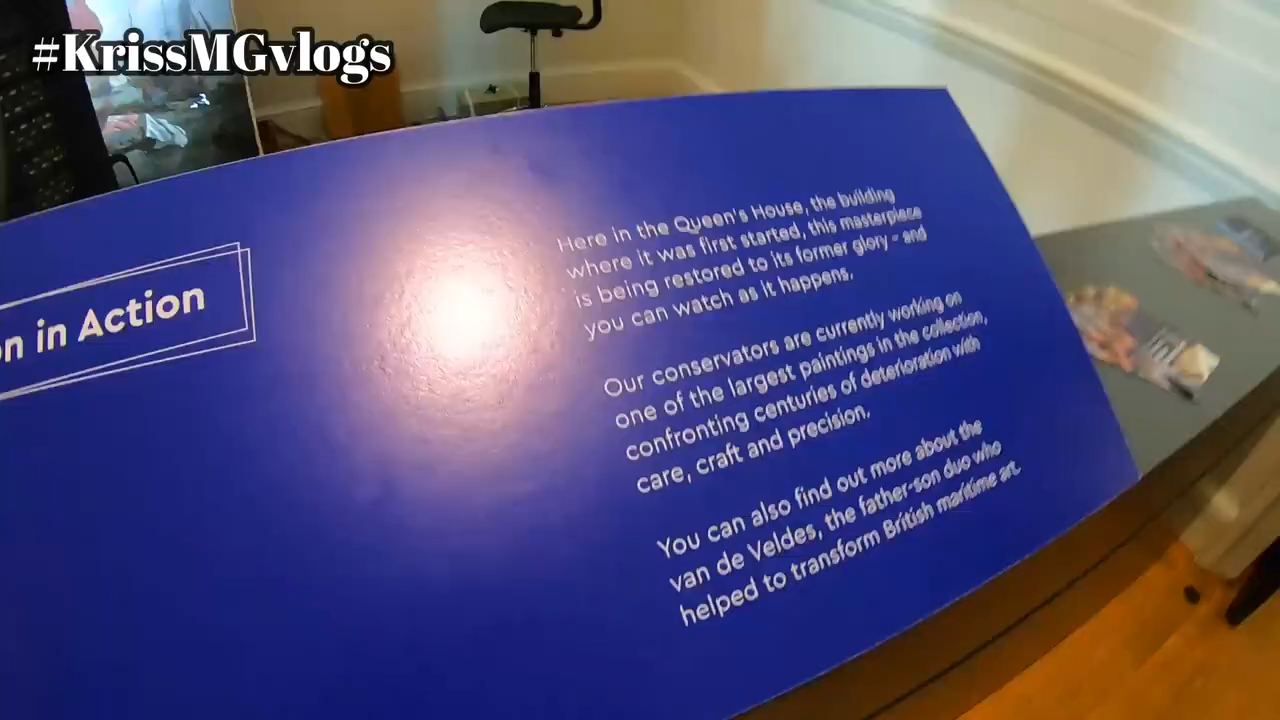 #KrissMGvlogs
n in Action
Here in the Queen's House, the building
where it was first started, this masterpiece
is being restored to its former glory – and
you can watch as it happens.
Our conservators are currently working on
one of the largest paintings in the collection,
confronting centuries of deterioration with
care, craft and precision.
You can also find out more about the
van de Veldes, the father-son duo who
helped to transform British maritime art.